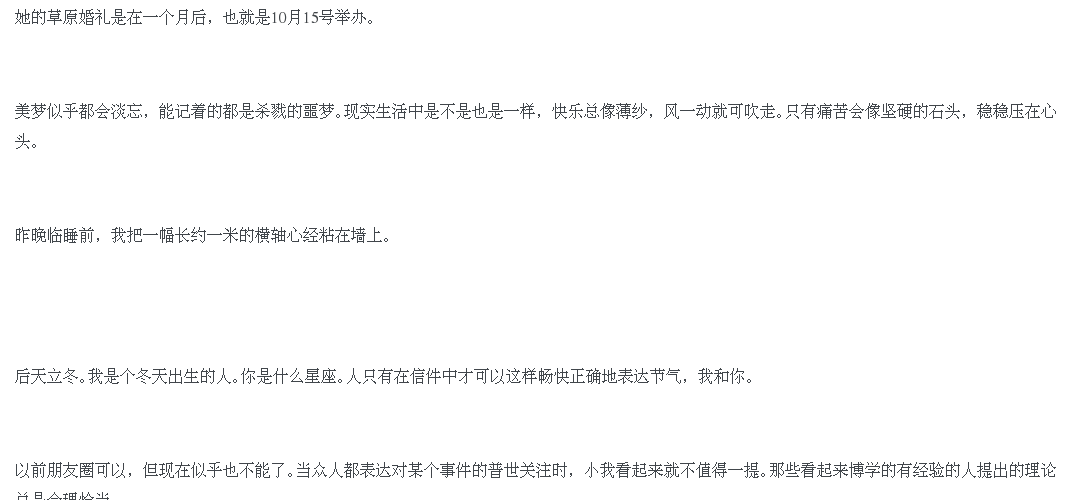 她的草原婚礼是在一个月后，也就是10月15号举办。
美梦似乎都会淡忘，能记着的都是杀戮的噩梦。现实生活中是不是也是一样，快乐总像薄纱，风一动就可吹走。只有痛苦会像坚硬的石头，稳稳压在心
头。
昨晚临睡前，我把一幅长约一米的横轴心经粘在墙上。
后天立冬。我是个冬天出生的人。你是什么星座。人只有在信件中才可以这样畅快正确地表达节气，我和你。
以前朋友圈可以，但现在似乎也不能了。当众人都表达对某个事件的普世关注时，小我看起来就不值得一提。那些看起来博学的有经验的人提出的理论
总是合理恰当